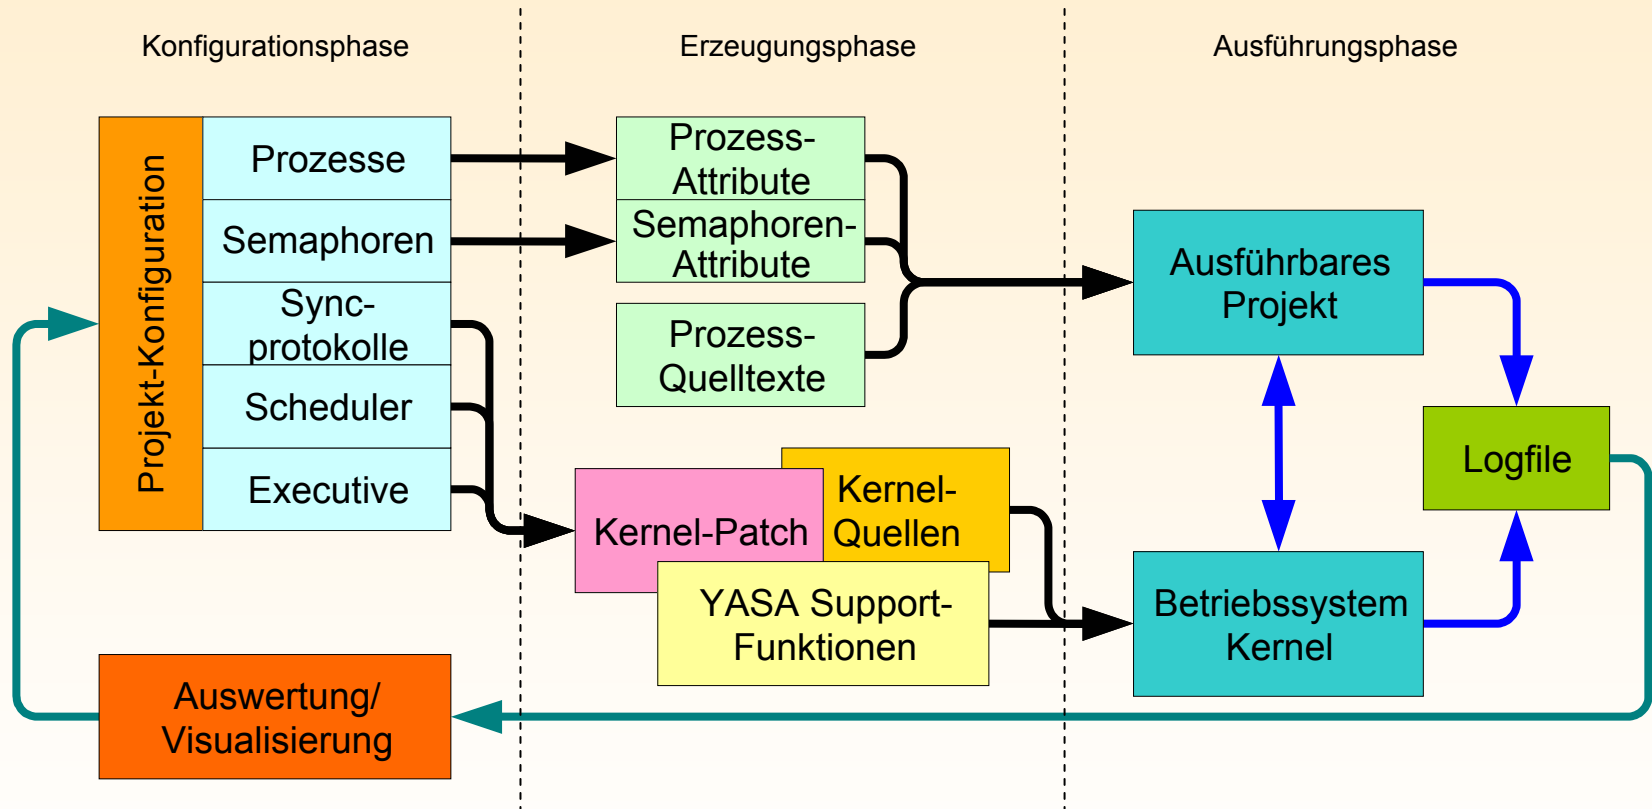 Konfigurationsphase
Erzeugungsphase
Ausführungsphase
Projekt-Konfiguration
Prozesse
Semaphoren
Sync-
protokolle
Scheduler
Executive
Prozess-
Attribute
Semaphoren-
Attribute
Prozess-
Quelltexte
Kernel-Patch
Kernel-
Quellen
YASA Support-
Funktionen
Ausführbares
Projekt
Betriebssystem
Kernel
Logfile
Auswertung/
Visualisierung